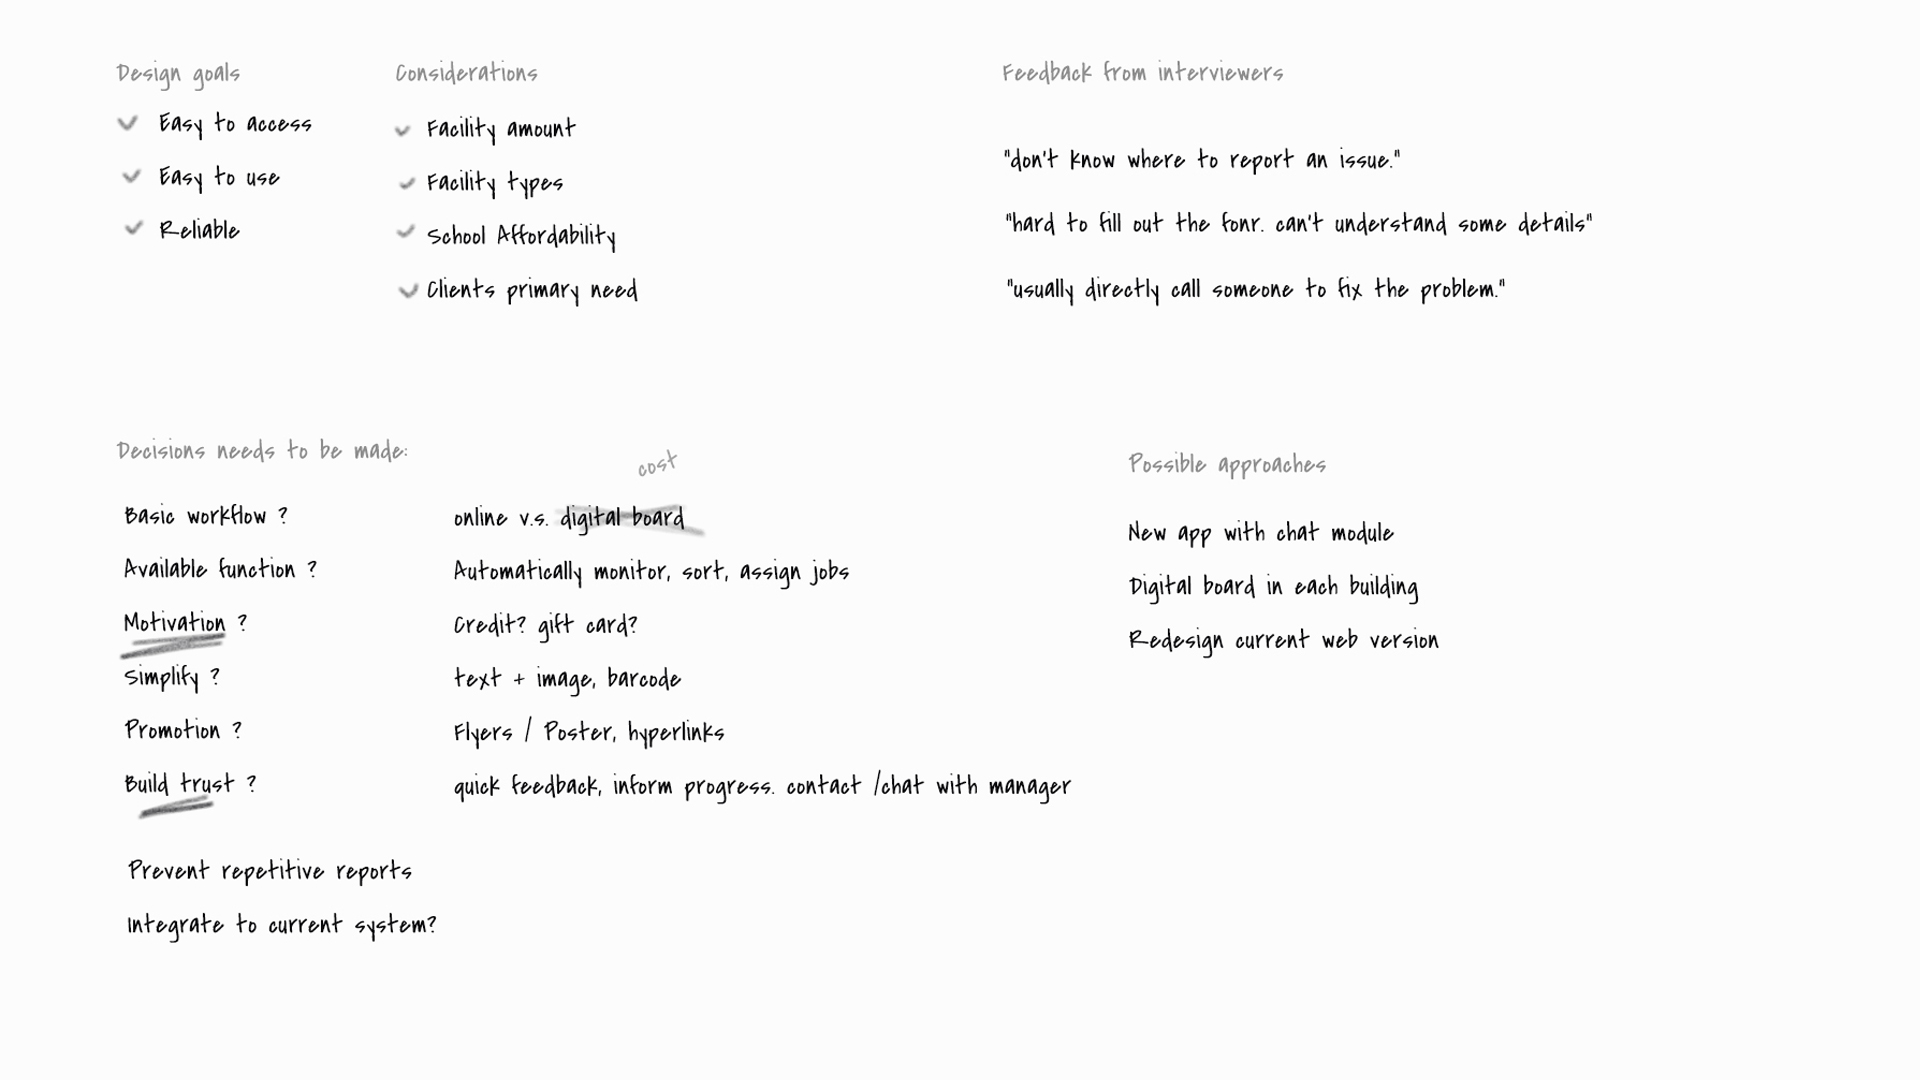 Design goals
Easy to access
Easy to use
Reliable
Considerations
Facility amount
Facility types
School Affordability
Clients primary need
Feedback from interviewers
"don't know where to report an issue."
"hard to fill out the fonr. can't understand some details"
"usually directly call someone to fix the problem."
Decisions needs to be made:
cost
Basic workflow ? online v.s. digital board
Available function ? Automatically monitor, sort, assign jobs
Motivation ? Credit? gift card?
Simplify ? text + image, barcode
Promotion ? Flyers / Poster, hyperlinks
Build trust ? quick feedback, inform progress. contact /chat with manager
Prevent repetitive reports
Integrate to current system?
Possible approaches
New app with chat module
Digital board in each building
Redesign current web version